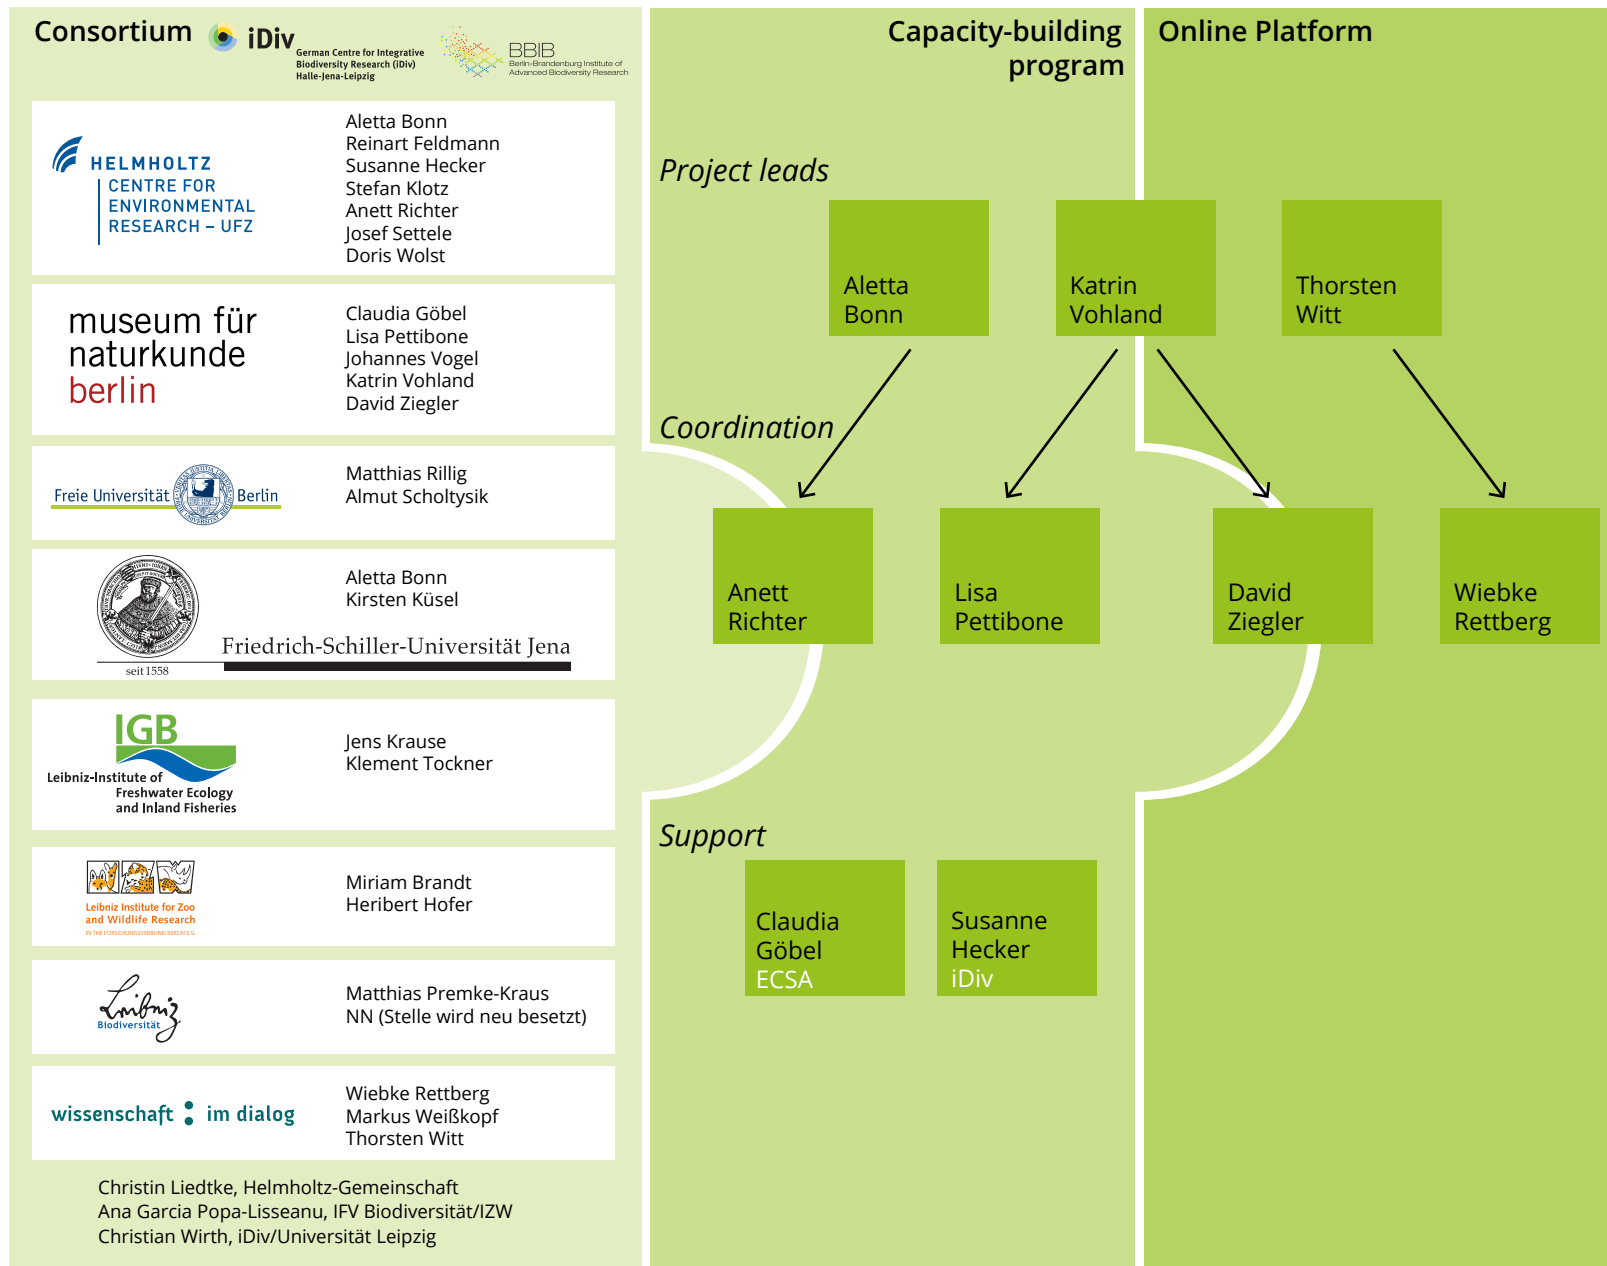 Consortium
iDiv
German Centre for Integrative
Biodiversity Research (iDiv)
Halle-Jena-Leipzig
BBIB
Berlin-Brandenburg Institute of
Advanced Biodiversity Research
HELMHOLTZ
CENTRE FOR
ENVIRONMENTAL
RESEARCH – UFZ
Aletta Bonn
Reinart Feldmann
Susanne Hecker
Stefan Klotz
Anett Richter
Josef Settele
Doris Wolst
museum für
naturkunde
berlin
Claudia Göbel
Lisa Pettibone
Johannes Vogel
Katrin Vohland
David Ziegler
Freie Universität Berlin
Matthias Rillig
Almut Scholtysik
seit 1558
Friedrich-Schiller-Universität Jena
Aletta Bonn
Kirsten Küsel
IGB
Leibniz-Institute of
Freshwater Ecology
and Inland Fisheries
Jens Krause
Klement Tockner
Leibniz Institute for Zoo
and Wildlife Research
IN THE FORSCHUNGSVERBUND BERLIN E.V.
Miriam Brandt
Heribert Hofer
Leibniz
Biodiversität
Matthias Premke-Kraus
NN (Stelle wird neu besetzt)
wissenschaft : im dialog
Wiebke Rettberg
Markus Weißkopf
Thorsten Witt
Christin Liedtke, Helmholtz-Gemeinschaft
Ana Garcia Popa-Lisseanu, IFV Biodiversität/IZW
Christian Wirth, iDiv/Universität Leipzig
Capacity-building
program
Online Platform
Project leads
Aletta
Bonn
Katrin
Vohland
Thorsten
Witt
Coordination
Anett
Richter
Lisa
Pettibone
David
Ziegler
Wiebke
Rettberg
Support
Claudia
Göbel
ECSA
Susanne
Hecker
iDiv